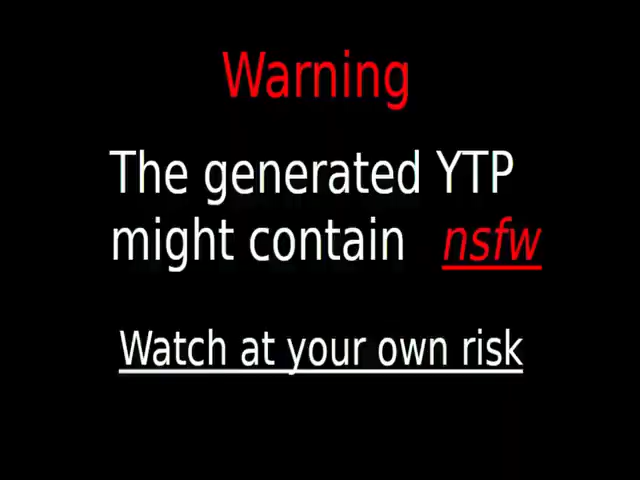 Warning
The generated YTP
might contain nsfw
Watch at your own risk